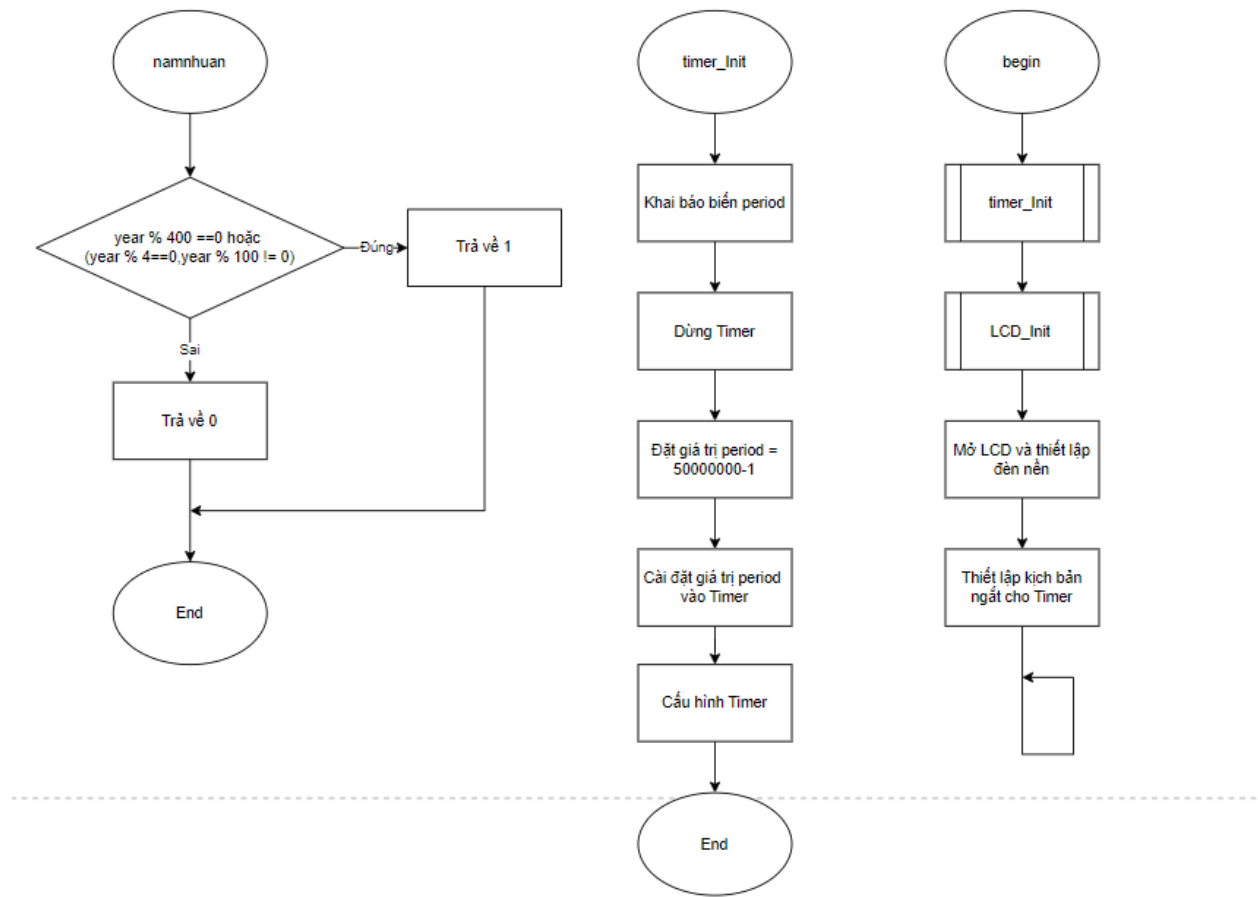 namnhuan
year % 400 ==0 hoặc
(year % 4==0,year % 100 != 0)
Đúng
Trả về 1
Sai
Trả về 0
End
timer_Init
Khai báo biến period
Dừng Timer
Đặt giá trị period =
50000000-1
Cài đặt giá trị period
vào Timer
Cấu hình Timer
End
begin
timer_Init
LCD_Init
Mở LCD và thiết lập
đèn nền
Thiết lập kịch bản
ngắt cho Timer